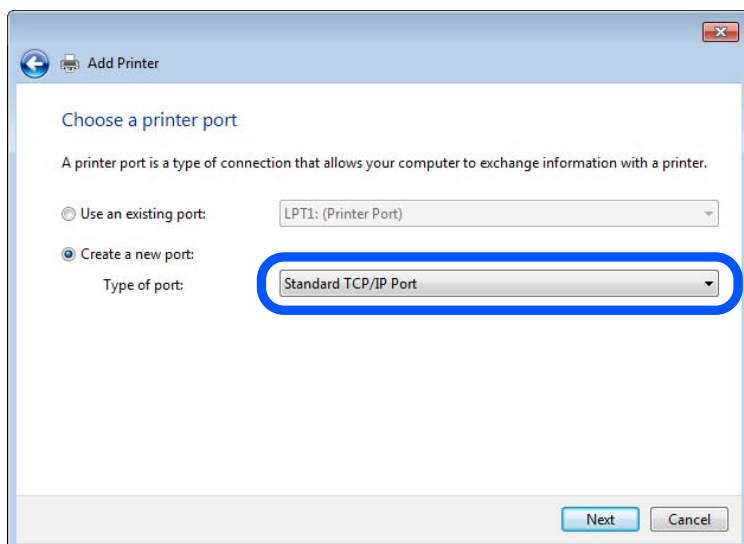 Add Printer
Choose a printer port
A printer port is a type of connection that allows your computer to exchange information with a printer.
Use an existing port: LPT1: (Printer Port)
Create a new port:
Type of port: Standard TCP/IP Port
Next Cancel